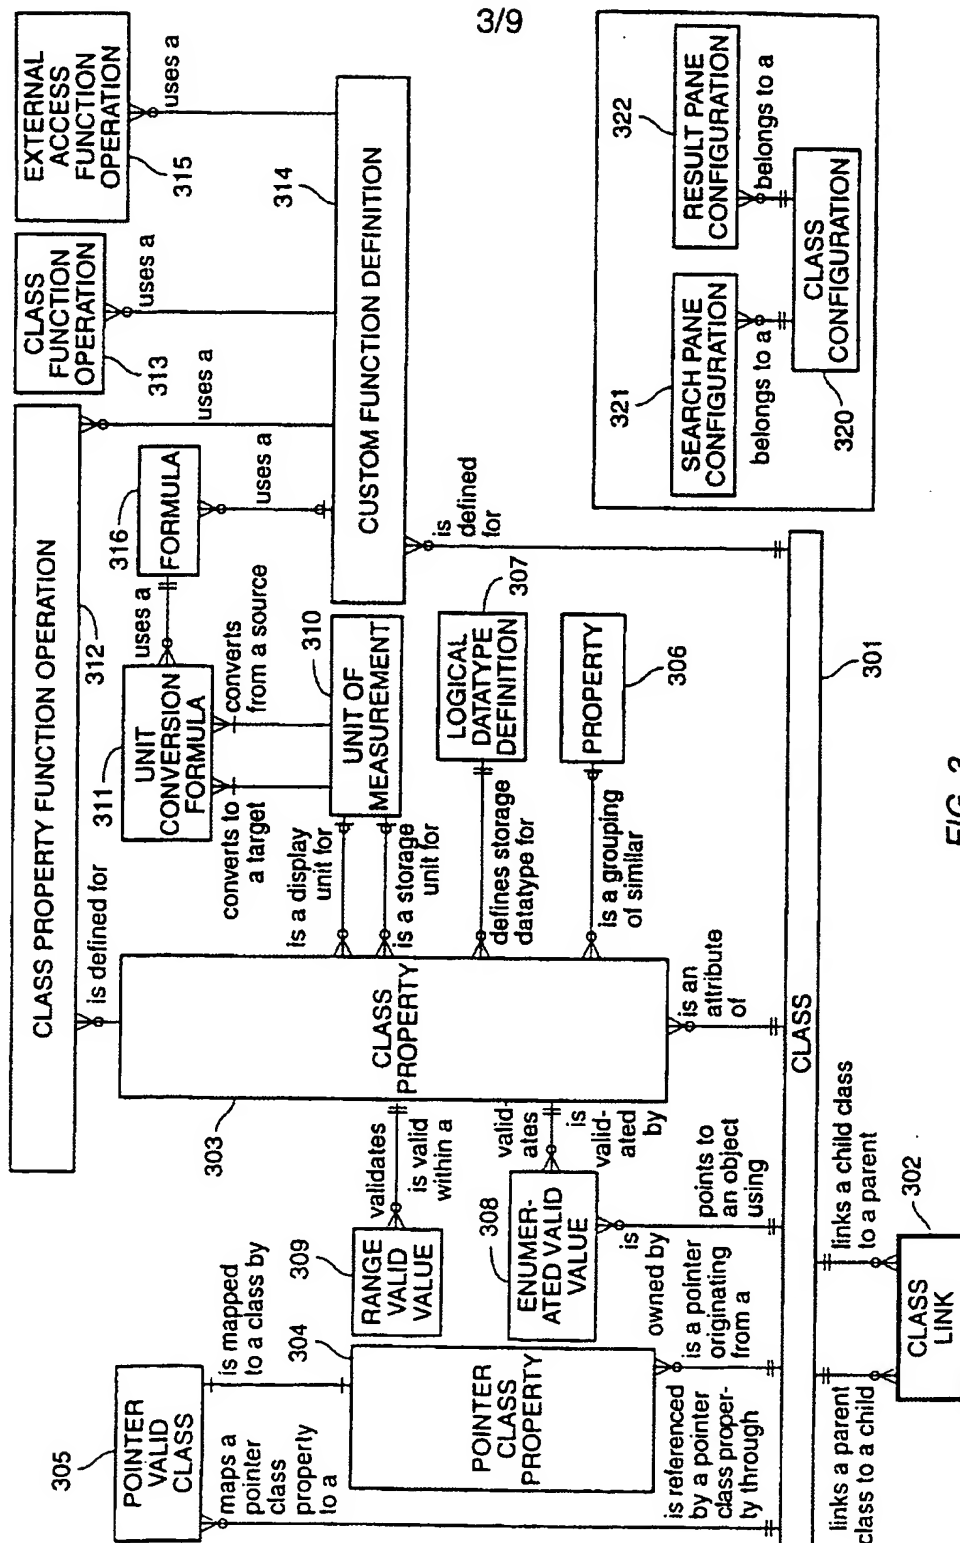 3/9
CLASS PROPERTY FUNCTION OPERATION
312
CLASS
FUNCTION
OPERATION
313
EXTERNAL
ACCESS
FUNCTION
OPERATION
315
uses a
uses a
uses a
POINTER
VALID
CLASS
305
maps a
pointer
class
property
to a
is mapped
to a class by
is defined for
UNIT
CONVERSION
FORMULA
311
uses a
FORMULA
316
uses a
converts to
a target
converts
from a source
CUSTOM FUNCTION DEFINITION
314
303
CLASS
PROPERTY
is a display
unit for
is a storage
unit for
UNIT OF
MEASUREMENT
310
validates
is valid
within a
RANGE
VALID
VALUE
309
304
POINTER
CLASS
PROPERTY
valid-
ates
is
valid-
ated by
ENUMER-
ATED VALID
VALUE
308
defines storage
datatype for
LOGICAL
DATATYPE
DEFINITION
307
is a grouping
of similar
PROPERTY
306
is defined
for
is referenced
by a pointer
class proper-
ty through
is a pointer
originating
from a
is
owned by
points to
an object
using
is an
attribute
of
CLASS
301
links a parent
class to a child
links a child class
to a parent
CLASS
LINK
302
SEARCH PANE
CONFIGURATION
321
RESULT PANE
CONFIGURATION
322
belongs to a
belongs to a
CLASS
CONFIGURATION
320